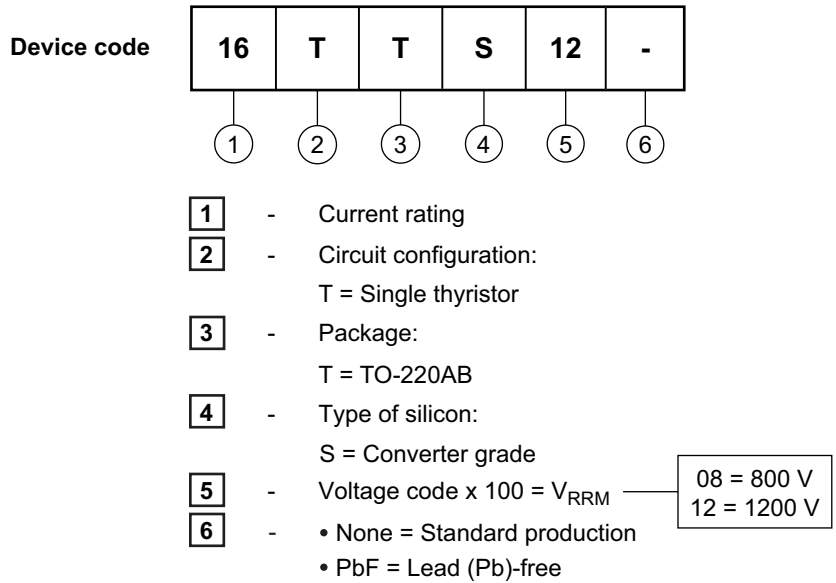 Device code 16 T T S 12 -
1 2 3 4 5 6
1 - Current rating
2 - Circuit configuration:
T = Single thyristor
3 - Package:
T = TO-220AB
4 - Type of silicon:
S = Converter grade
5 - Voltage code x 100 = VRRM
08 = 800 V
12 = 1200 V
6 - • None = Standard production
• PbF = Lead (Pb)-free